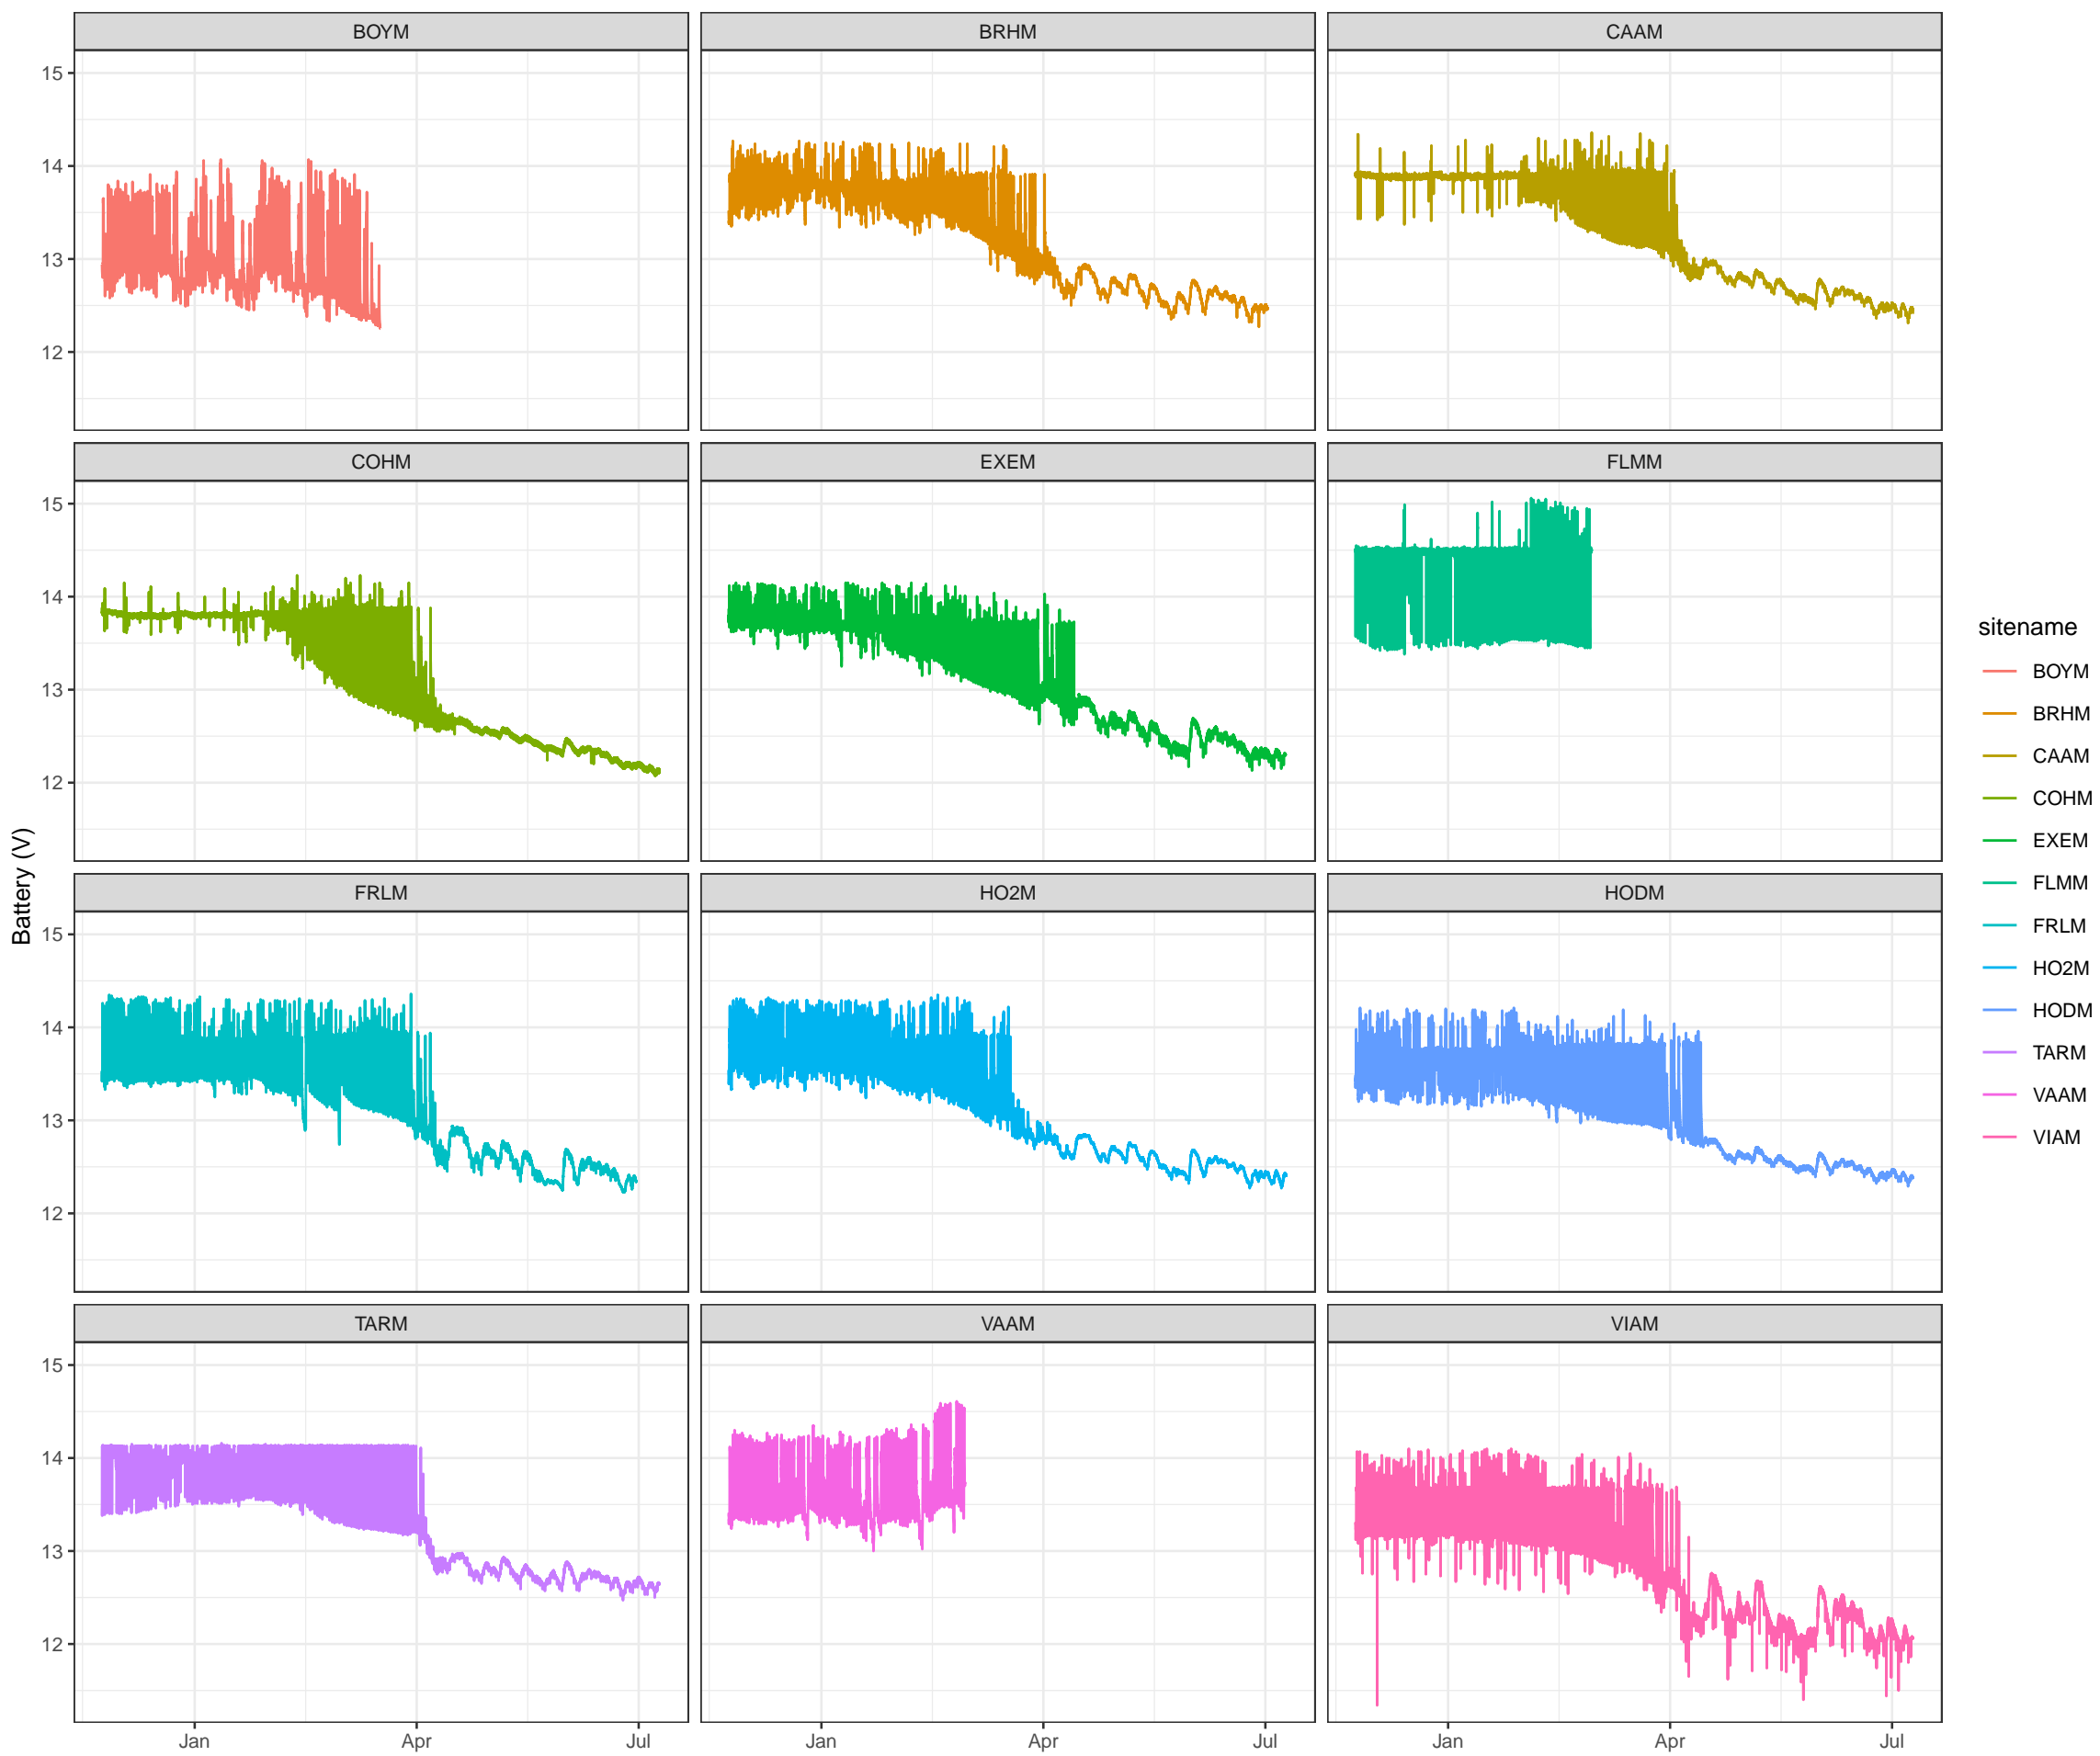 BOYM BRHM CAAM
15
14
13
12
COHM EXEM FLMM
15
14
13
12
FRLM HO2M HODM
15
14
13
12
TARM VAAM VIAM
15
14
13
12
Jan Apr Jul Jan Apr Jul Jan Apr Jul
Battery (V)
sitename
BOYM
BRHM
CAAM
COHM
EXEM
FLMM
FRLM
HO2M
HODM
TARM
VAAM
VIAM